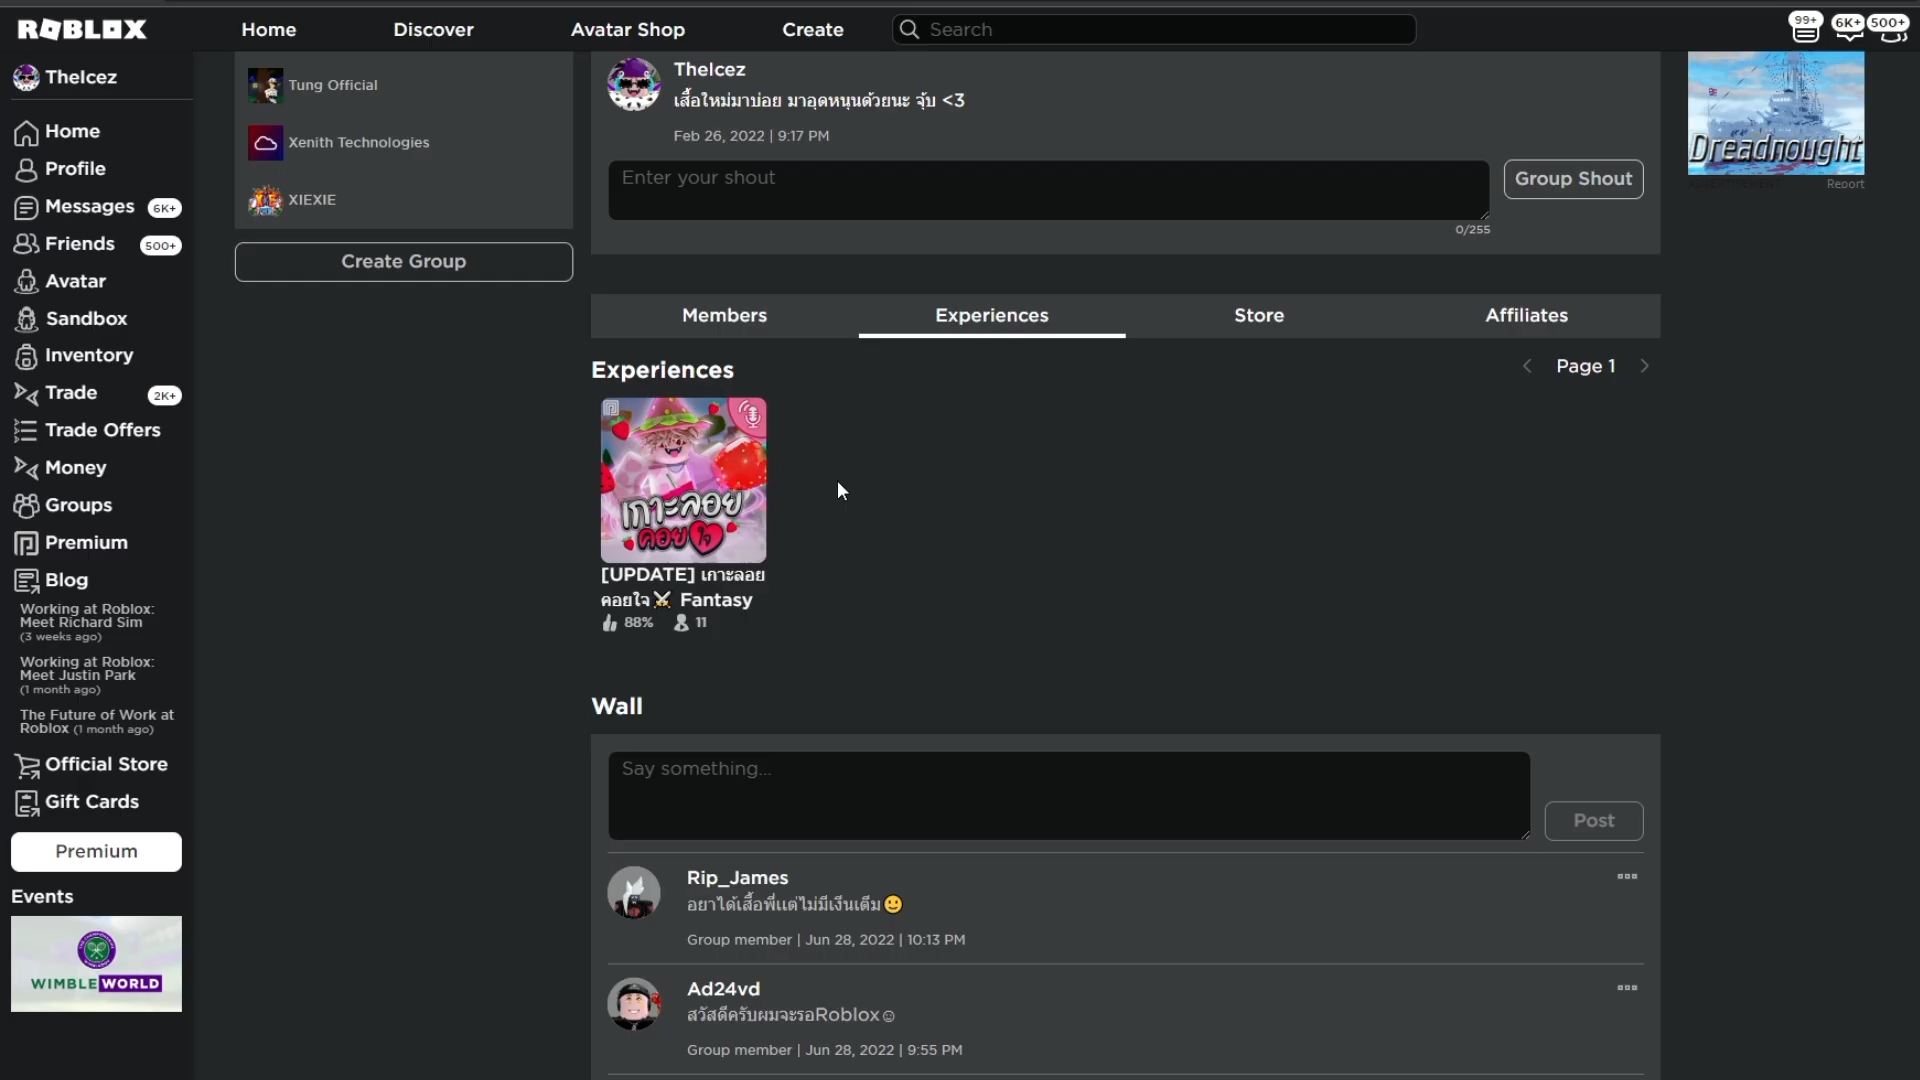 ROBLOX
Home
Discover
Avatar Shop
Create
Search
99+
6K+
500+
TheIcez
Home
Profile
Messages
6K+
Friends
500+
Avatar
Sandbox
Inventory
Trade
2K+
Trade Offers
Money
Groups
Premium
Blog
Working at Roblox:
Meet Richard Sim
(3 weeks ago)
Working at Roblox:
Meet Justin Park
(1 month ago)
The Future of Work at
Roblox (1 month ago)
Official Store
Gift Cards
Premium
Events
WIMBLEWORLD
Tung Official
Xenith Technologies
XIEXIE
Create Group
TheIcez
เสื้อใหม่มาบ่อย มาอุดหนุนด้วยนะ จุ้บ <3
Feb 26, 2022 | 9:17 PM
Enter your shout
Group Shout
0/255
Members
Experiences
Store
Affiliates
Experiences
Page 1
เกาะลอย
คอยใจ
[UPDATE] เกาะลอย
คอยใจ⚔️ Fantasy
88%
11
Wall
Say something...
Post
Rip_James
อยาได้เสื้อพี่แต่ไม่มีเงีนเติม🙂
Group member | Jun 28, 2022 | 10:13 PM
Ad24vd
สวัสดีครับผมจะรอRoblox☺
Group member | Jun 28, 2022 | 9:55 PM
Dreadnought
ADVERTISEMENT
Report